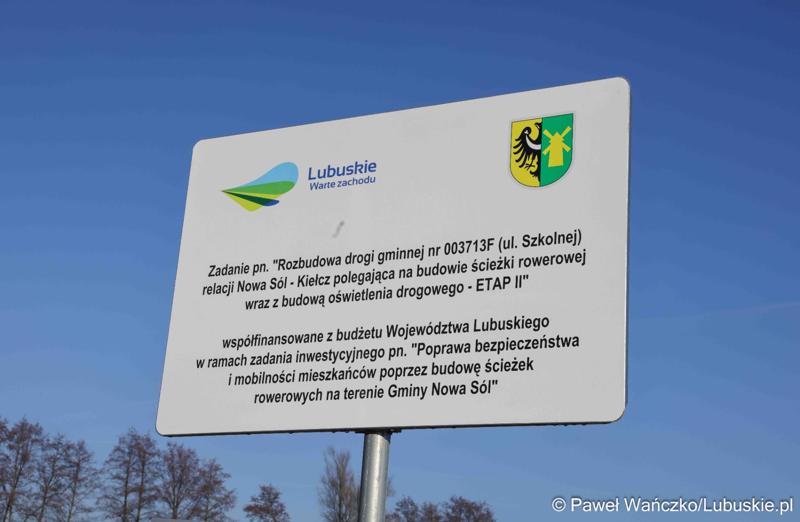 Lubuskie
Warte zachodu
Zadanie pn. "Rozbudowa drogi gminnej nr 003713F (ul. Szkolnej)
relacji Nowa Sól - Kiełcz polegająca na budowie ścieżki rowerowej
wraz z budową oświetlenia drogowego - ETAP II"
współfinansowane z budżetu Województwa Lubuskiego
w ramach zadania inwestycyjnego pn. "Poprawa bezpieczeństwa
i mobilności mieszkańców poprzez budowę ścieżek
rowerowych na terenie Gminy Nowa Sól"
© Paweł Wańczko/Lubuskie.pl